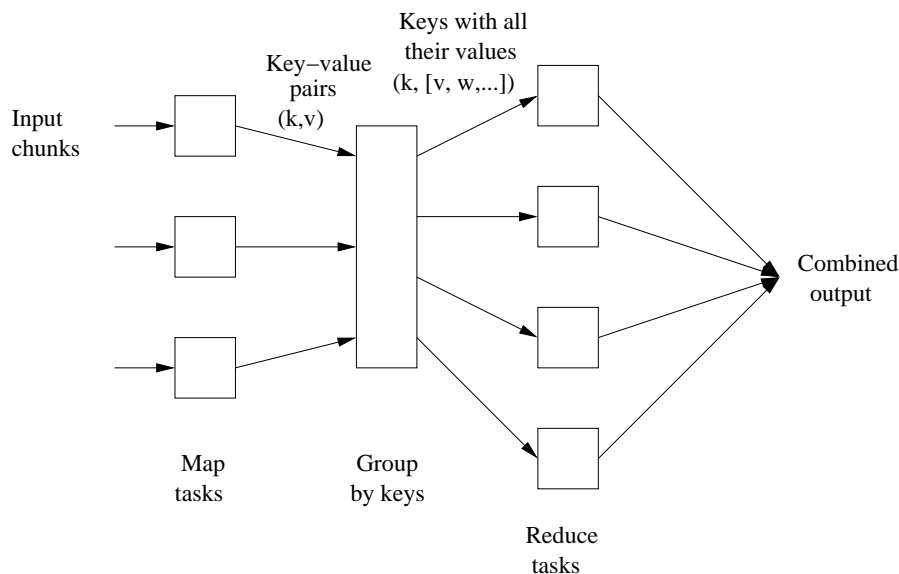 Keys with all
their values
(k, [v, w,...])
Key−value
pairs
(k,v)
Input
chunks
Combined
output
Map
tasks
Group
by keys
Reduce
tasks